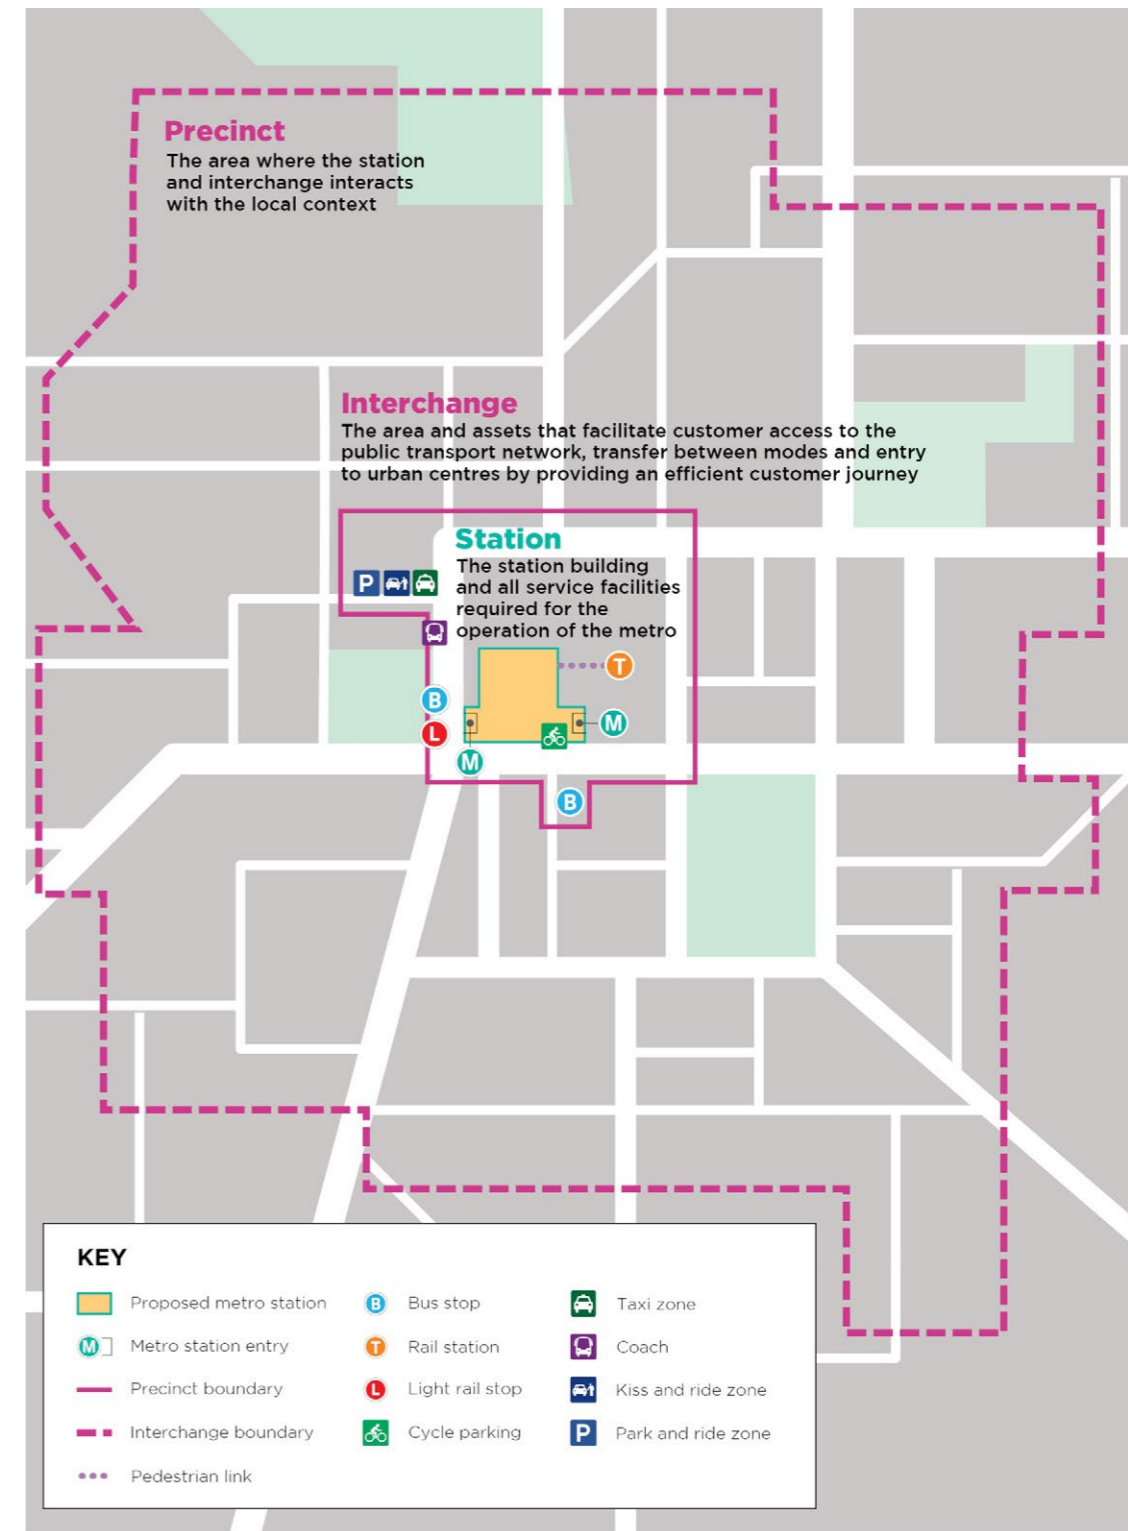 Precinct
The area where the station
and interchange interacts
with the local context
Interchange
The area and assets that facilitate customer access to the
public transport network, transfer between modes and entry
to urban centres by providing an efficient customer journey
Station
The station building
and all service facilities
required for the
operation of the metro
P
T
B
M
L
M
B
KEY
Proposed metro station
B Bus stop
Taxi zone
M Metro station entry
T Rail station
Coach
Precinct boundary
L Light rail stop
Kiss and ride zone
Interchange boundary
Cycle parking
P Park and ride zone
Pedestrian link